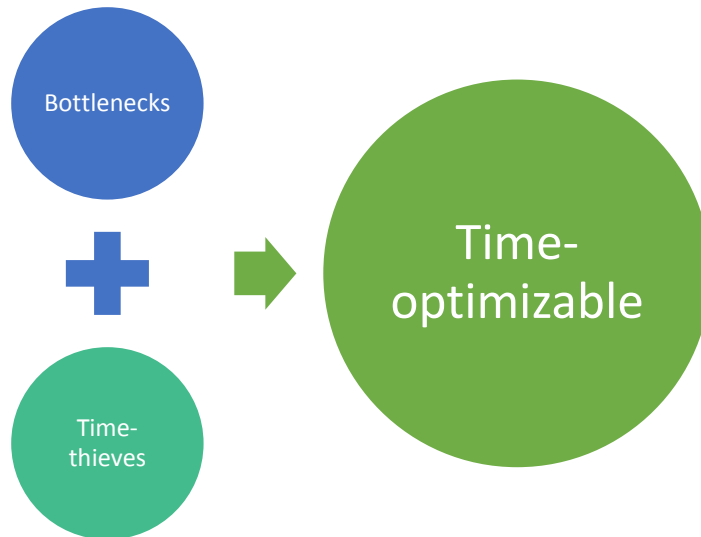 Bottlenecks
Time-
thieves
Time-
optimizable